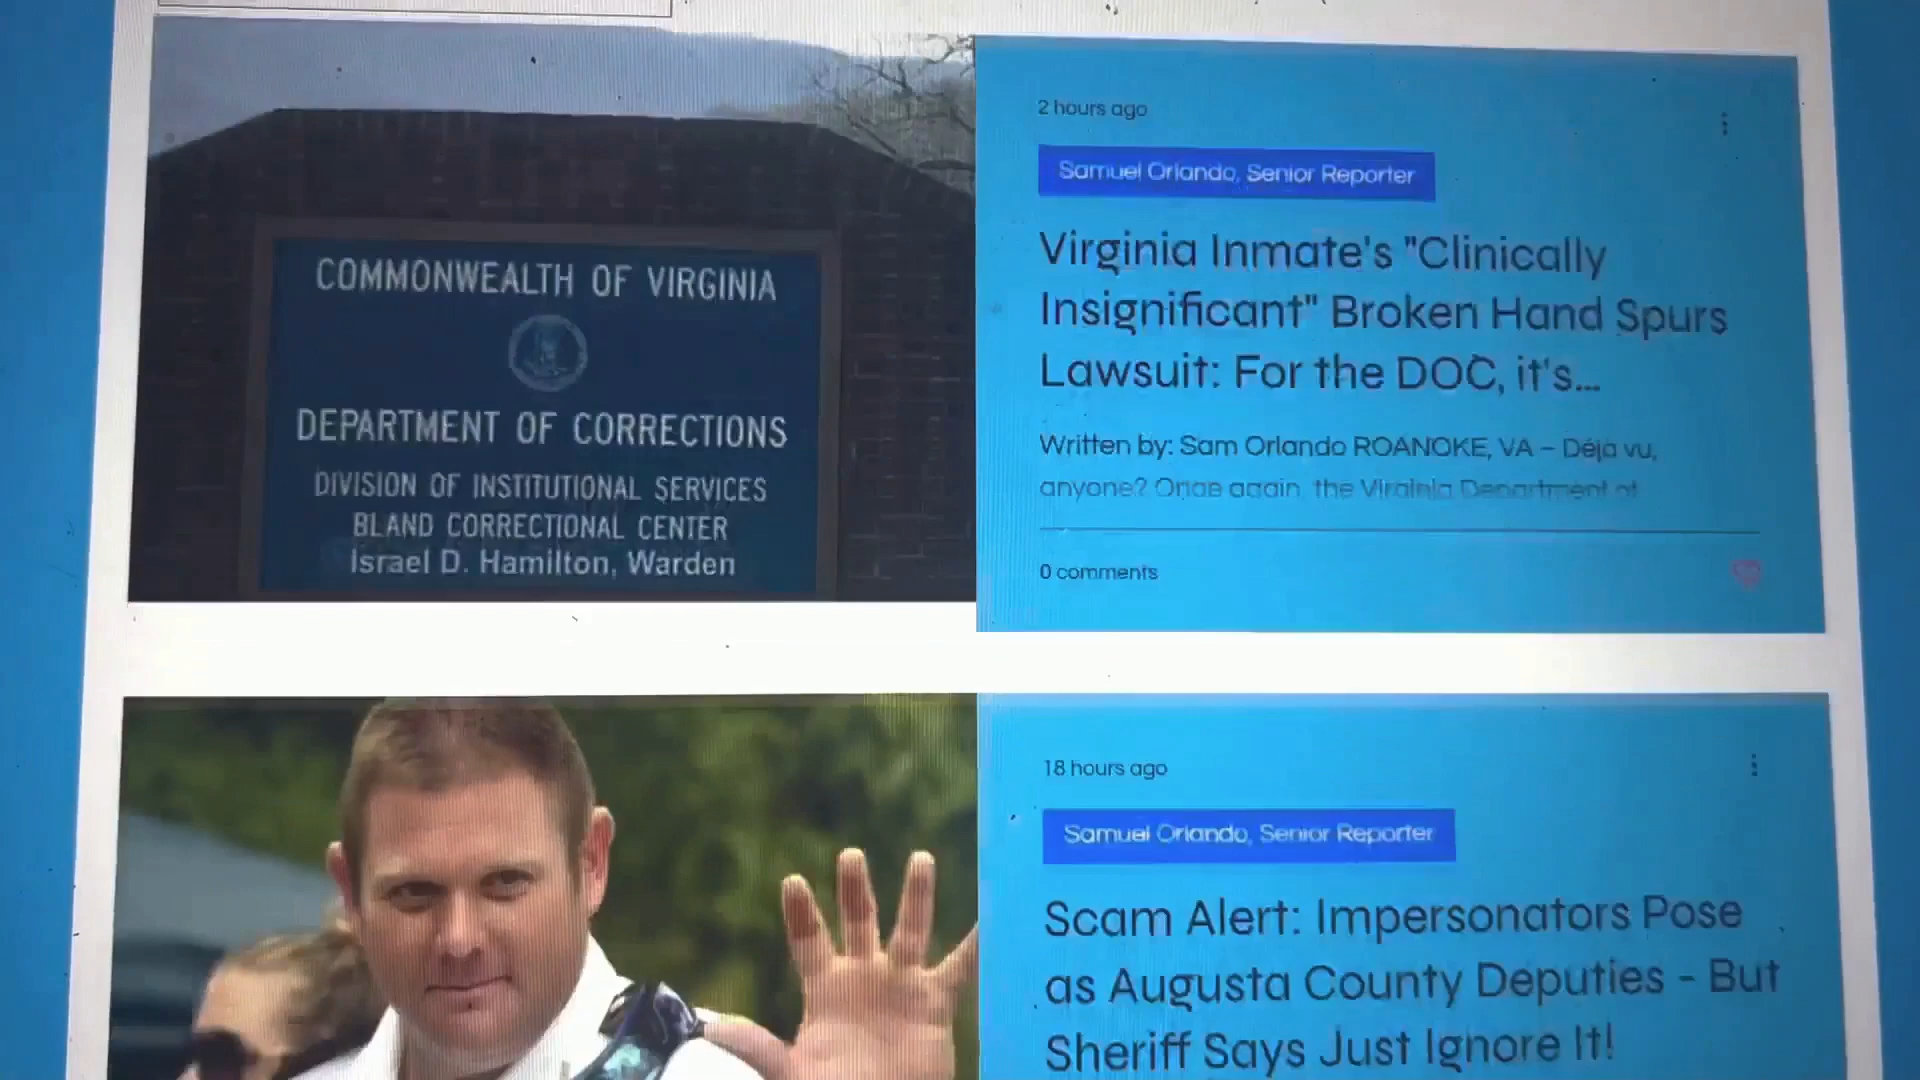 COMMONWEALTH OF VIRGINIA
DEPARTMENT OF CORRECTIONS
DIVISION OF INSTITUTIONAL SERVICES
BLAND CORRECTIONAL CENTER
Israel D. Hamilton, Warden
2 hours ago
Samuel Orlando, Senior Reporter
Virginia Inmate's "Clinically
Insignificant" Broken Hand Spurs
Lawsuit: For the DOC, it's...
Written by: Sam Orlando ROANOKE, VA – Déja vu,
anyone? Once again, the Virginia Department of
0 comments
18 hours ago
Samuel Orlando, Senior Reporter
Scam Alert: Impersonators Pose
as Augusta County Deputies - But
Sheriff Says Just Ignore It!